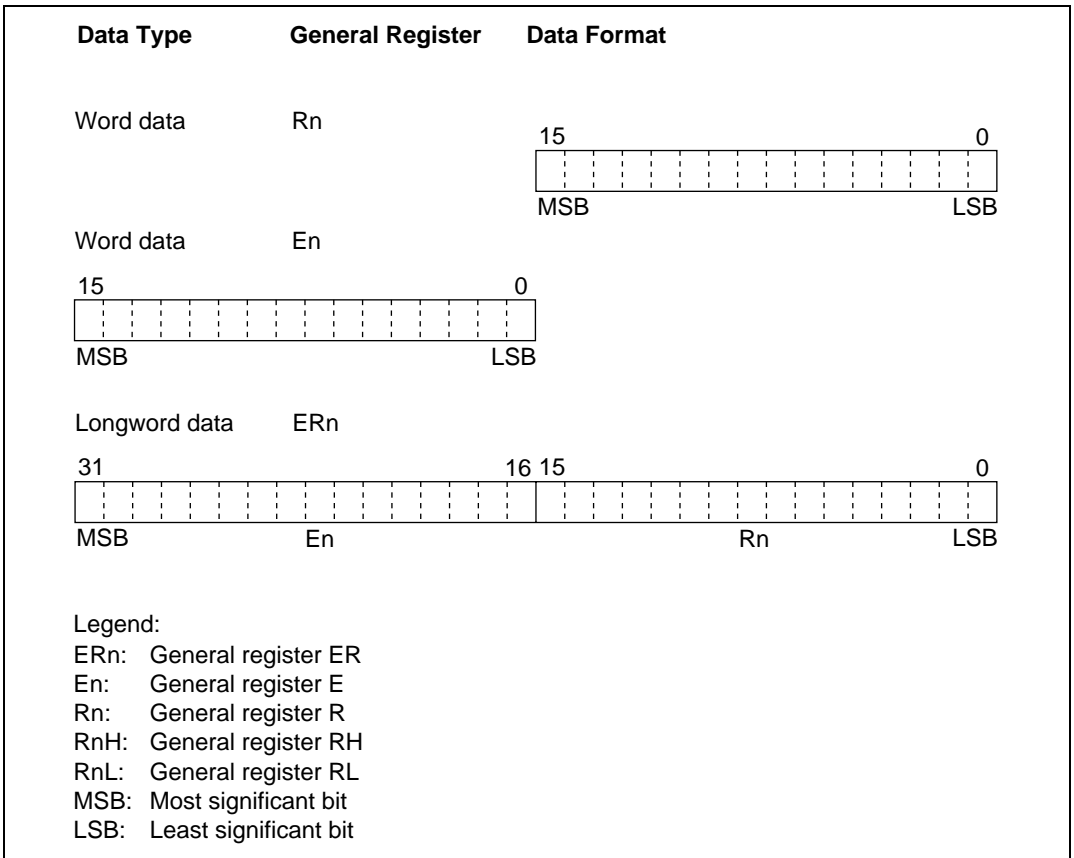 Data Type General Register Data Format
Word data Rn
15 0
MSB LSB
Word data En
15 0
MSB LSB
Longword data ERn
31 16 15 0
MSB En Rn LSB
Legend:
ERn: General register ER
En: General register E
Rn: General register R
RnH: General register RH
RnL: General register RL
MSB: Most significant bit
LSB: Least significant bit